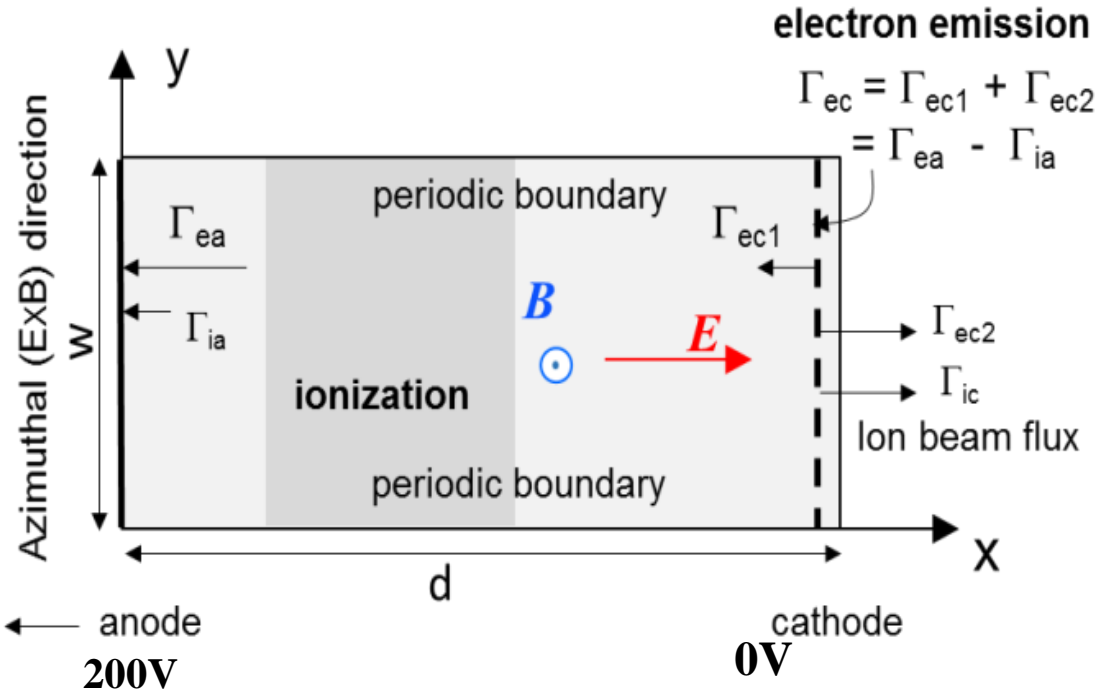 electron emission
Γec = Γec1 + Γec2
= Γea - Γia
y
Azimuthal (ExB) direction
w
periodic boundary
Γea
Γec1
B
Γia
E
Γec2
Γic
ionization
Ion beam flux
periodic boundary
x
d
anode
cathode
200V
0V